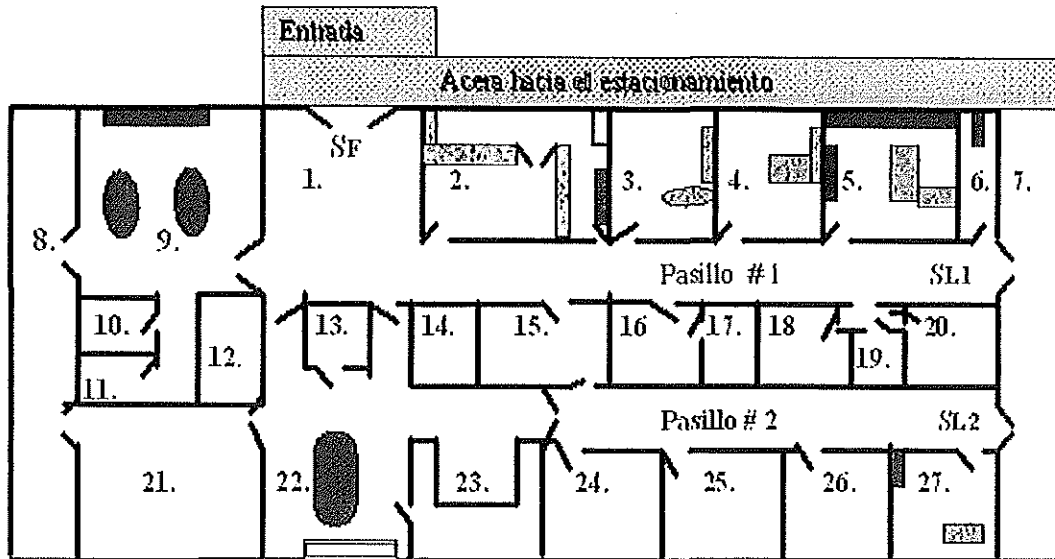 Entrada
Acera hacia el estacionamiento
SF
1. 2. 3. 4. 5. 6. 7.
8. 9.
Pasillo # 1 SL1
10. 11. 12. 13. 14. 15. 16 17. 18 19. 20.
Pasillo # 2 SL2
21. 22. 23. 24. 25. 26. 27.